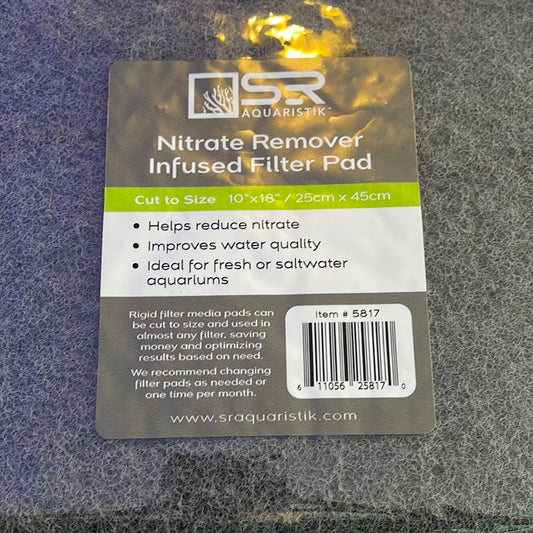 SR
AQUARISTIK™
Nitrate Remover
Infused Filter Pad
Cut to Size 10"x18" / 25cm x 45cm
• Helps reduce nitrate
• Improves water quality
• Ideal for fresh or saltwater
aquariums
Rigid filter media pads can
be cut to size and used in
almost any filter, saving
money and optimizing
results based on need.
We recommend changing
filter pads as needed or
one time per month.
Item # 5817
6 11056 25817 0
www.sraquaristik.com